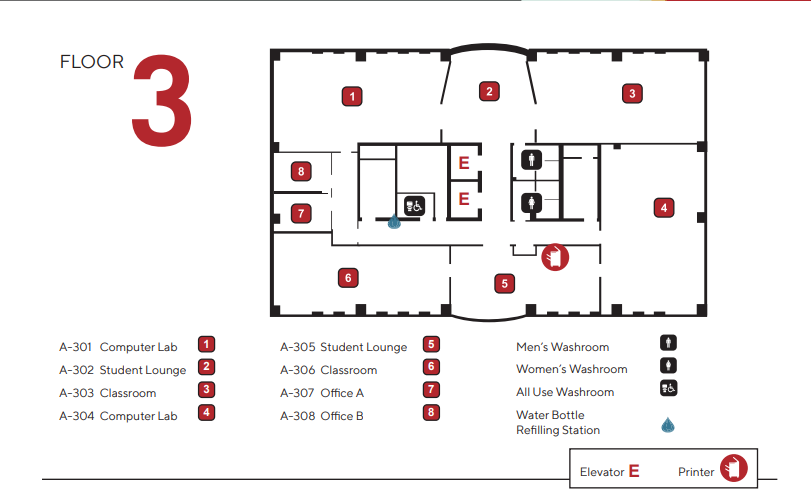 FLOOR
3
1
2
3
8
E
7
E
4
6
5
A-301 Computer Lab 1
A-302 Student Lounge 2
A-303 Classroom 3
A-304 Computer Lab 4
A-305 Student Lounge 5
A-306 Classroom 6
A-307 Office A 7
A-308 Office B 8
Men's Washroom
Women's Washroom
All Use Washroom
Water Bottle
Refilling Station
Elevator E
Printer